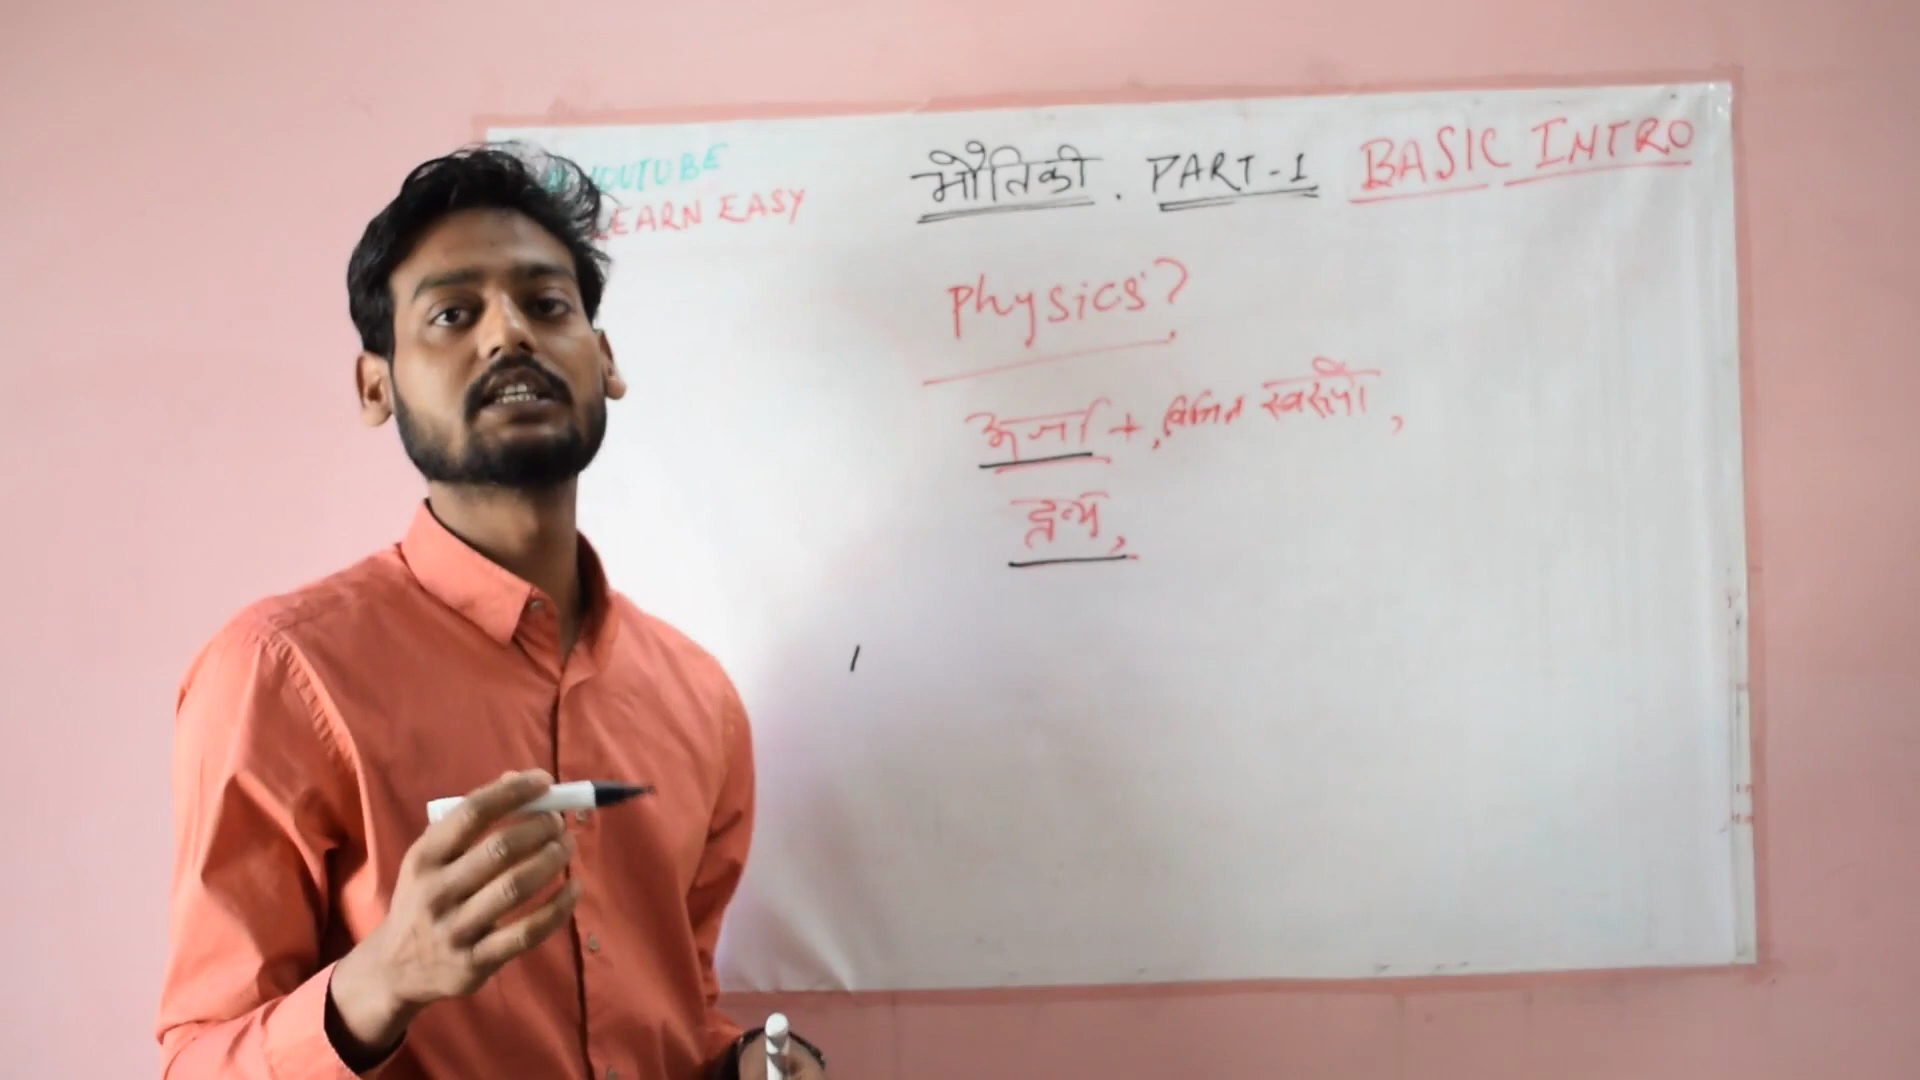 YOUTUBE
LEARN EASY
भौतिकी. PART-1 BASIC INTRO
Physics?
ऊर्जा + , विभिन्न स्वरूपों,
द्रव्य,